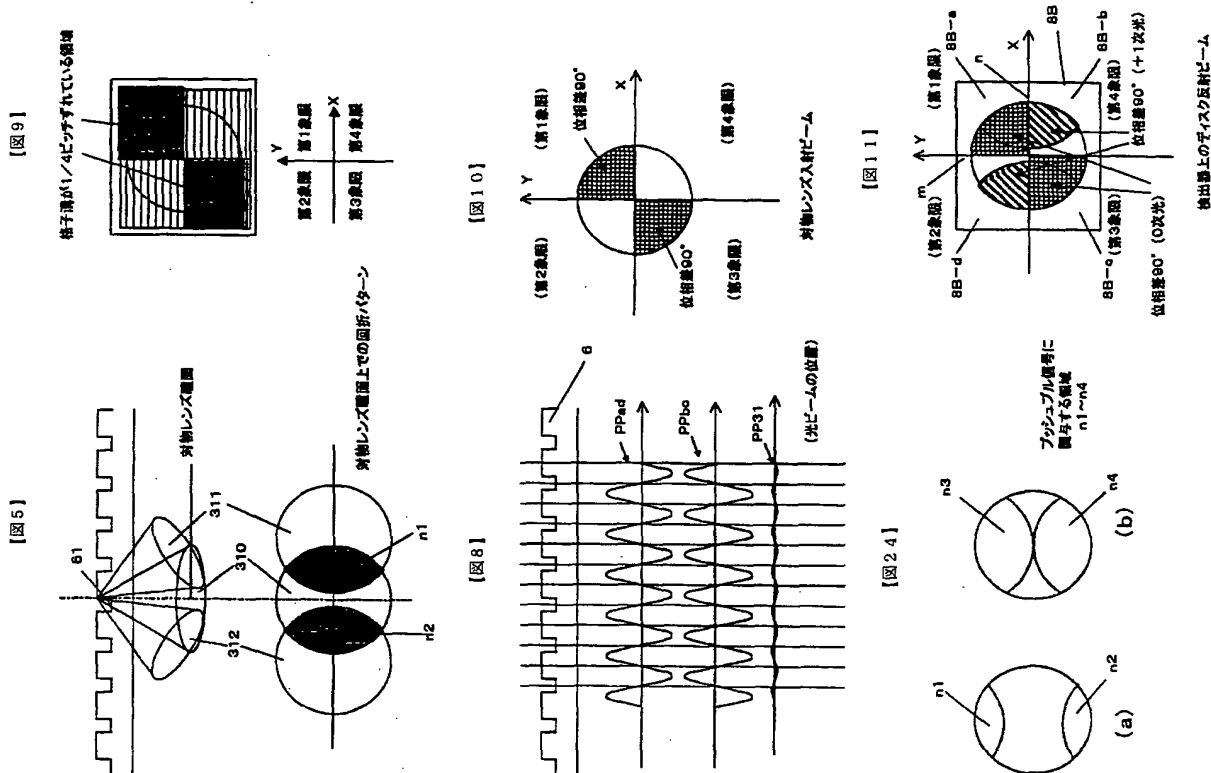 【図5】
61
対物レンズ瞳面
311
310
312
n1
n2
対物レンズ瞳面上での回折パターン
【図8】
6
PPad
PPbc
PP31
(光ビームの位置)
【図24】
n1
n2
(a)
n3
n4
(b)
プッシュプル信号に
関与する領域
n1~n4
【図9】
格子溝が1/4ピッチずれている領域
Y
X
第2象限
第1象限
第3象限
第4象限
【図10】
Y
X
(第2象限)
(第1象限)
位相差90°
位相差90°
(第3象限)
(第4象限)
対物レンズ入射ビーム
【図11】
Y
X
m
n
(第2象限)
(第1象限)
8B-d
8B-a
8B
8B-c
8B-b
(第3象限)
(第4象限)
位相差90°(+1次光)
位相差90°(0次光)
検出器上のディスク反射ビーム